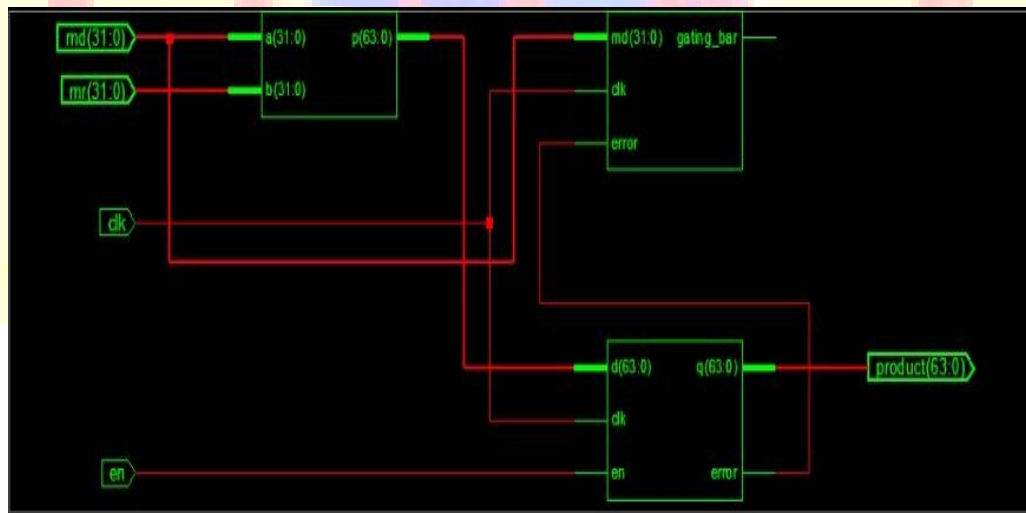 md(31:0)
mr(31:0)
a(31:0) p(63:0)
b(31:0)
md(31:0) gating_bar
clk
error
clk
d(63:0) q(63:0)
clk
en error
product(63:0)
en